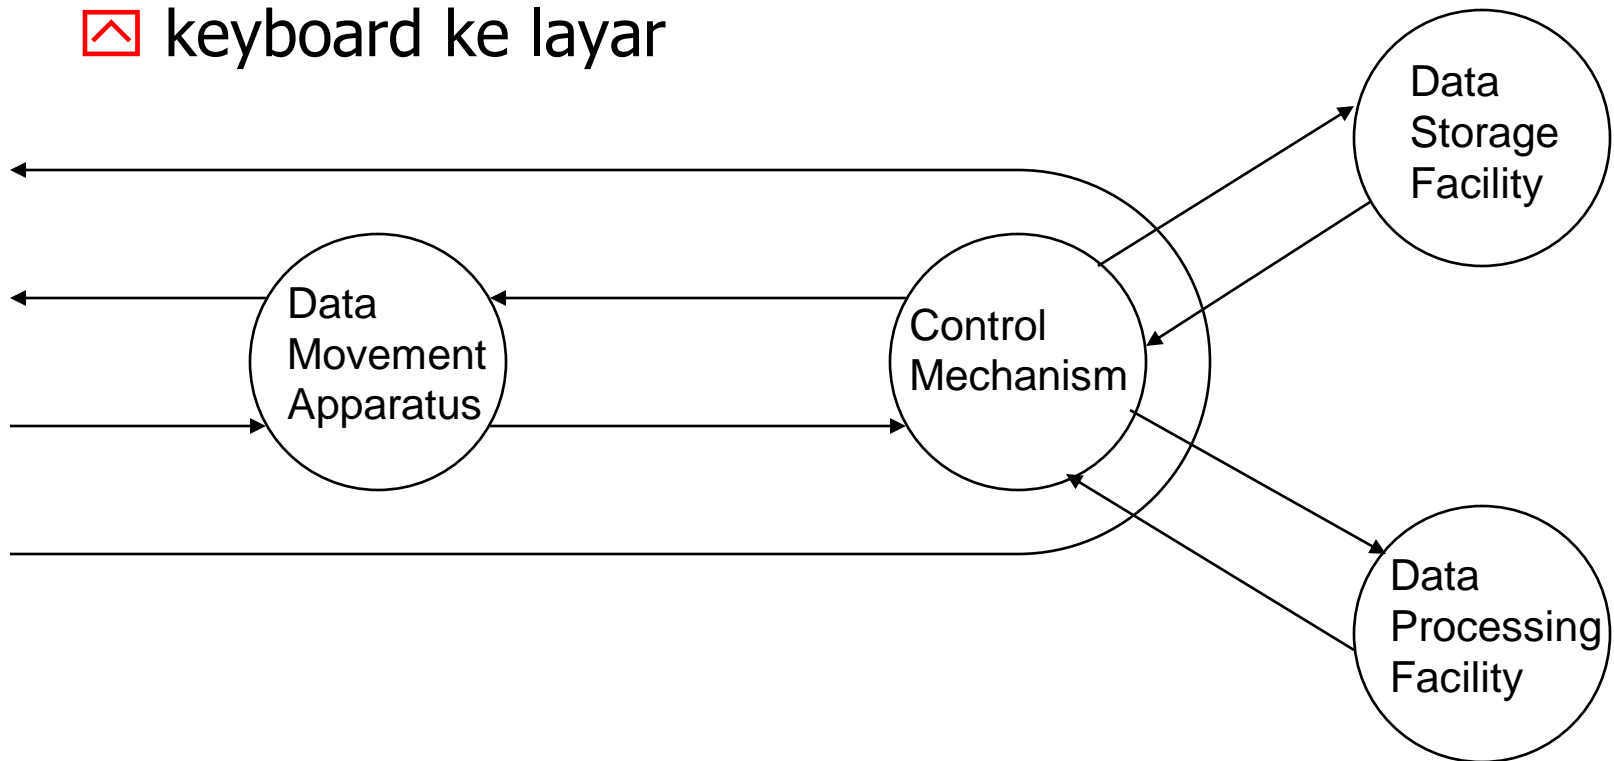 keyboard ke layar
Data
Storage
Facility
Data
Movement
Apparatus
Control
Mechanism
Data
Processing
Facility